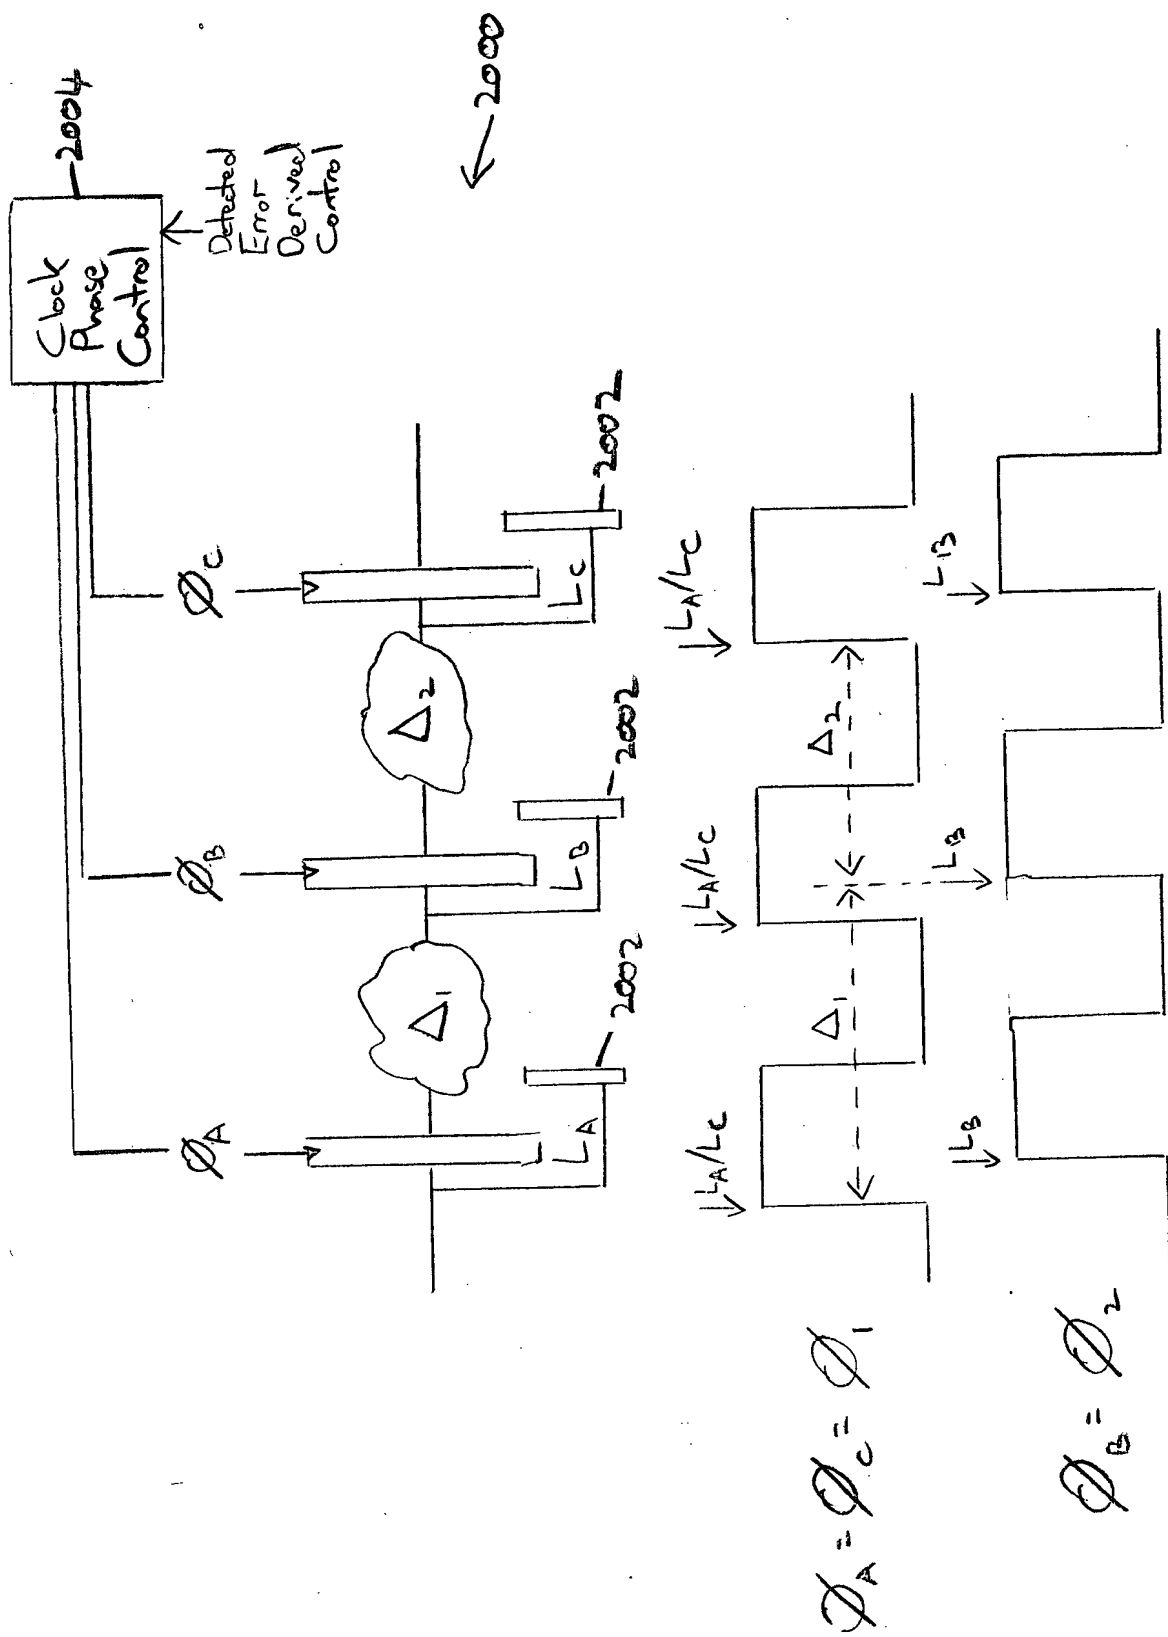 Clock
Phase
Control
2004
Detected
Error
Derived
Control
2000
ØA
ØB
ØC
Δ1
Δ2
LA
LB
LC
2002
2002
2002
LA/LC
LA/LC
LA/LC
Δ1
Δ2
ØA = ØC = Ø1
LB
LB
LB
ØB = Ø2